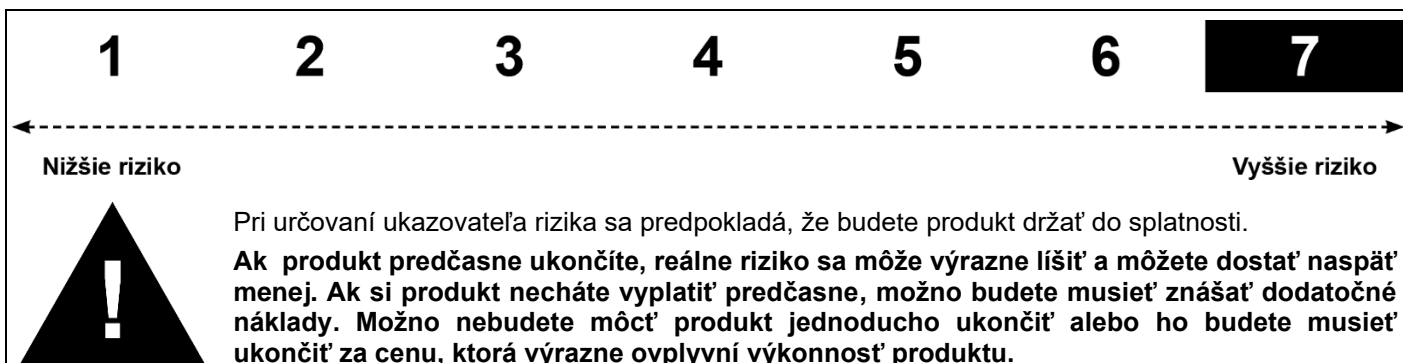 1 2 3 4 5 6 7
Nižšie riziko Vyššie riziko
Pri určovaní ukazovateľa rizika sa predpokladá, že budete produkt držať do splatnosti.
Ak produkt predčasne ukončíte, reálne riziko sa môže výrazne líšiť a môžete dostať naspäť
menej. Ak si produkt necháte vyplatiť predčasne, možno budete musieť znášať dodatočné
náklady. Možno nebudete môcť produkt jednoducho ukončiť alebo ho budete musieť
ukončiť za cenu, ktorá výrazne ovplyvní výkonnosť produktu.
!